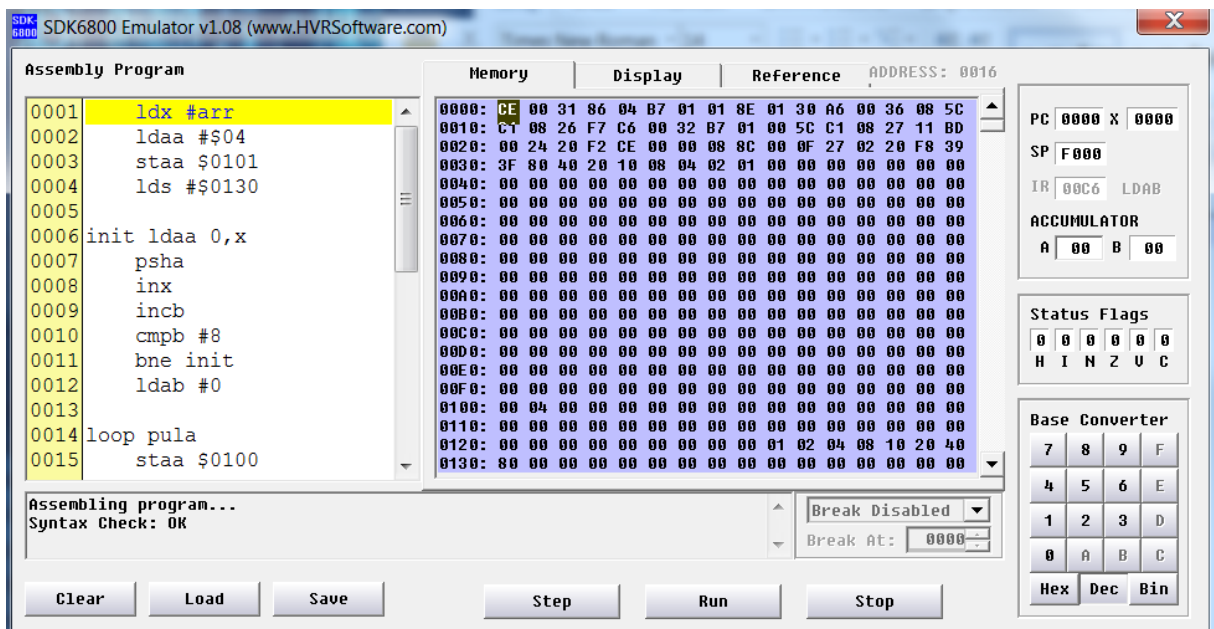 SDK-6800 SDK6800 Emulator v1.08 (www.HVRSoftware.com) X
Assembly Program
Memory Display Reference ADDRESS: 0016
0001 ldx #arr
0002 ldaa #$04
0003 staa $0101
0004 lds #$0130
0005
0006 init ldaa 0,x
0007 psha
0008 inx
0009 incb
0010 cmpb #8
0011 bne init
0012 ldab #0
0013
0014 loop pula
0015 staa $0100
0000: CE 00 31 86 04 B7 01 01 8E 01 30 A6 00 36 08 5C
0010: C1 08 26 F7 C6 00 32 B7 01 00 5C C1 08 27 11 BD
0020: 00 24 20 F2 CE 00 00 08 8C 00 0F 27 02 20 F8 39
0030: 3F 80 40 20 10 08 04 02 01 00 00 00 00 00 00 00
0040: 00 00 00 00 00 00 00 00 00 00 00 00 00 00 00 00
0050: 00 00 00 00 00 00 00 00 00 00 00 00 00 00 00 00
0060: 00 00 00 00 00 00 00 00 00 00 00 00 00 00 00 00
0070: 00 00 00 00 00 00 00 00 00 00 00 00 00 00 00 00
0080: 00 00 00 00 00 00 00 00 00 00 00 00 00 00 00 00
0090: 00 00 00 00 00 00 00 00 00 00 00 00 00 00 00 00
00A0: 00 00 00 00 00 00 00 00 00 00 00 00 00 00 00 00
00B0: 00 00 00 00 00 00 00 00 00 00 00 00 00 00 00 00
00C0: 00 00 00 00 00 00 00 00 00 00 00 00 00 00 00 00
00D0: 00 00 00 00 00 00 00 00 00 00 00 00 00 00 00 00
00E0: 00 00 00 00 00 00 00 00 00 00 00 00 00 00 00 00
00F0: 00 00 00 00 00 00 00 00 00 00 00 00 00 00 00 00
0100: 00 04 00 00 00 00 00 00 00 00 00 00 00 00 00 00
0110: 00 00 00 00 00 00 00 00 00 00 00 00 00 00 00 00
0120: 00 00 00 00 00 00 00 00 00 01 02 04 08 10 20 40
0130: 80 00 00 00 00 00 00 00 00 00 00 00 00 00 00 00
PC 0000 X 0000
SP F000
IR 00C6 LDAB
ACCUMULATOR
A 00 B 00
Status Flags
0 0 0 0 0 0
H I N Z V C
Base Converter
7 8 9 F
4 5 6 E
1 2 3 D
0 A B C
Hex Dec Bin
Assembling program...
Syntax Check: OK
Break Disabled
Break At: 0000
Clear Load Save Step Run Stop